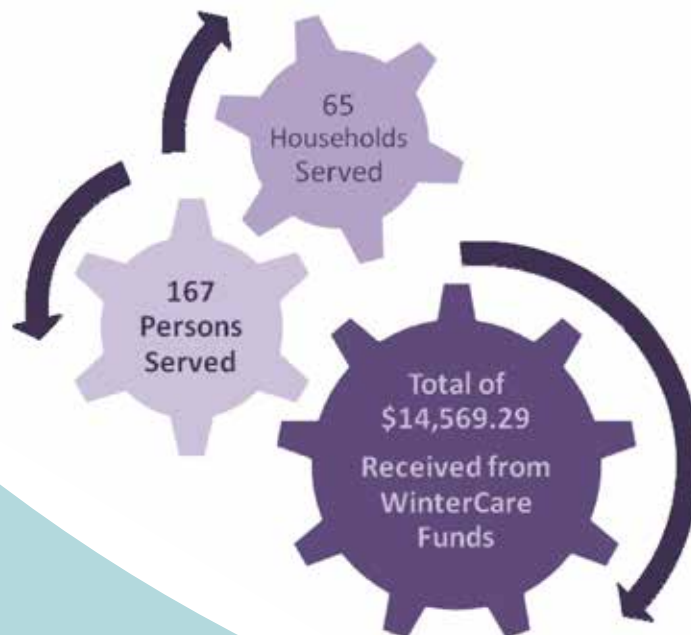 65
Households
Served
167
Persons
Served
Total of
$14,569.29
Received from
WinterCare
Funds